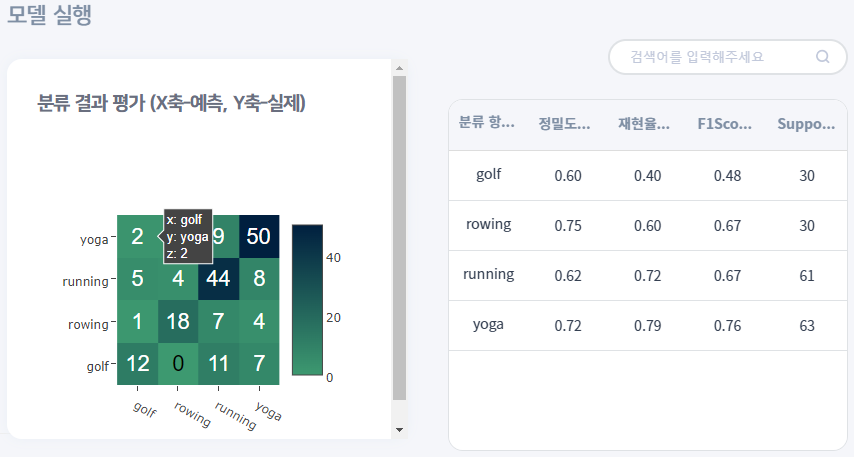 모델 실행
검색어를 입력해주세요
분류 결과 평가 (X축-예측, Y축-실제)
yoga 2 9 50
x: golf
y: yoga
z: 2
running 5 4 44 8
rowing 1 18 7 4
golf 12 0 11 7
golf rowing running yoga
40
20
0
분류 항... 정밀도... 재현율... F1Sco... Suppo...
golf 0.60 0.40 0.48 30
rowing 0.75 0.60 0.67 30
running 0.62 0.72 0.67 61
yoga 0.72 0.79 0.76 63